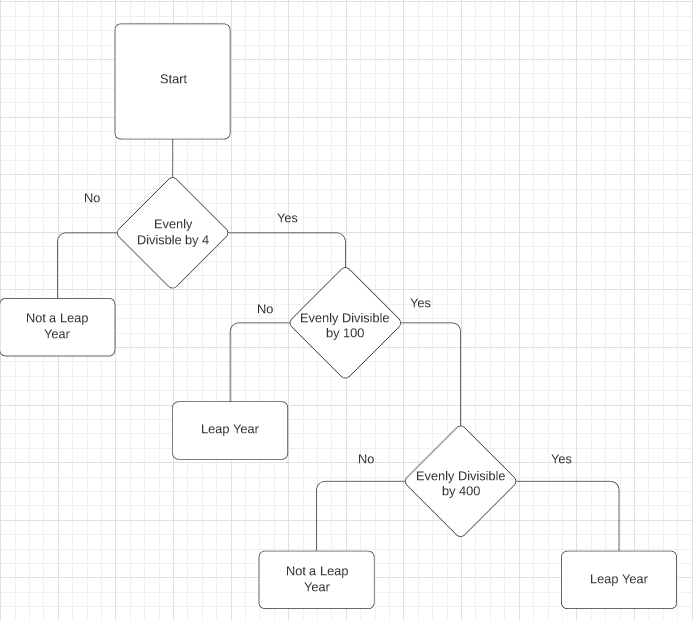 Start
No
Yes
Evenly
Divisble by 4
Not a Leap
Year
No
Yes
Evenly Divisible
by 100
Leap Year
No
Yes
Evenly Divisible
by 400
Not a Leap
Year
Leap Year